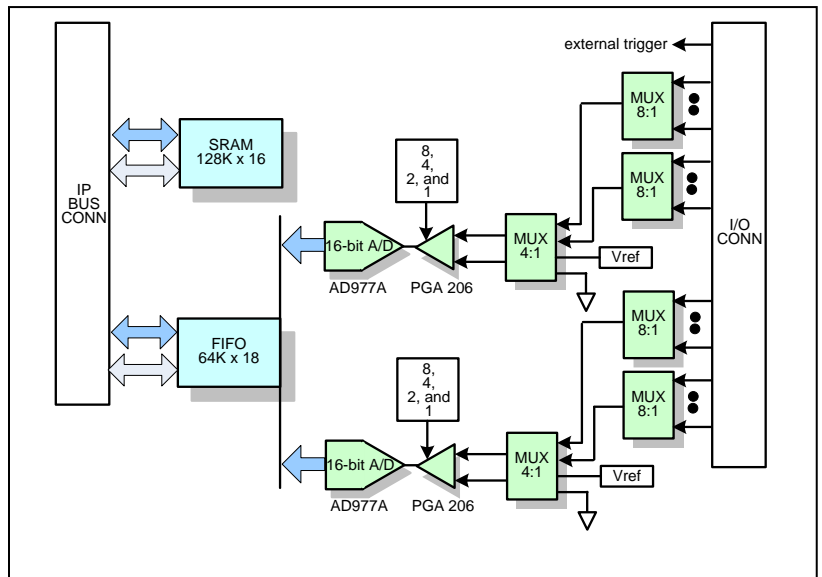 external trigger
IP
BUS
CONN
SRAM
128K x 16
8,
4,
2, and
1
MUX
8:1
MUX
8:1
I/O
CONN
16-bit A/D
AD977A
PGA 206
MUX
4:1
Vref
FIFO
64K x 18
MUX
8:1
MUX
8:1
8,
4,
2, and
1
16-bit A/D
AD977A
PGA 206
MUX
4:1
Vref